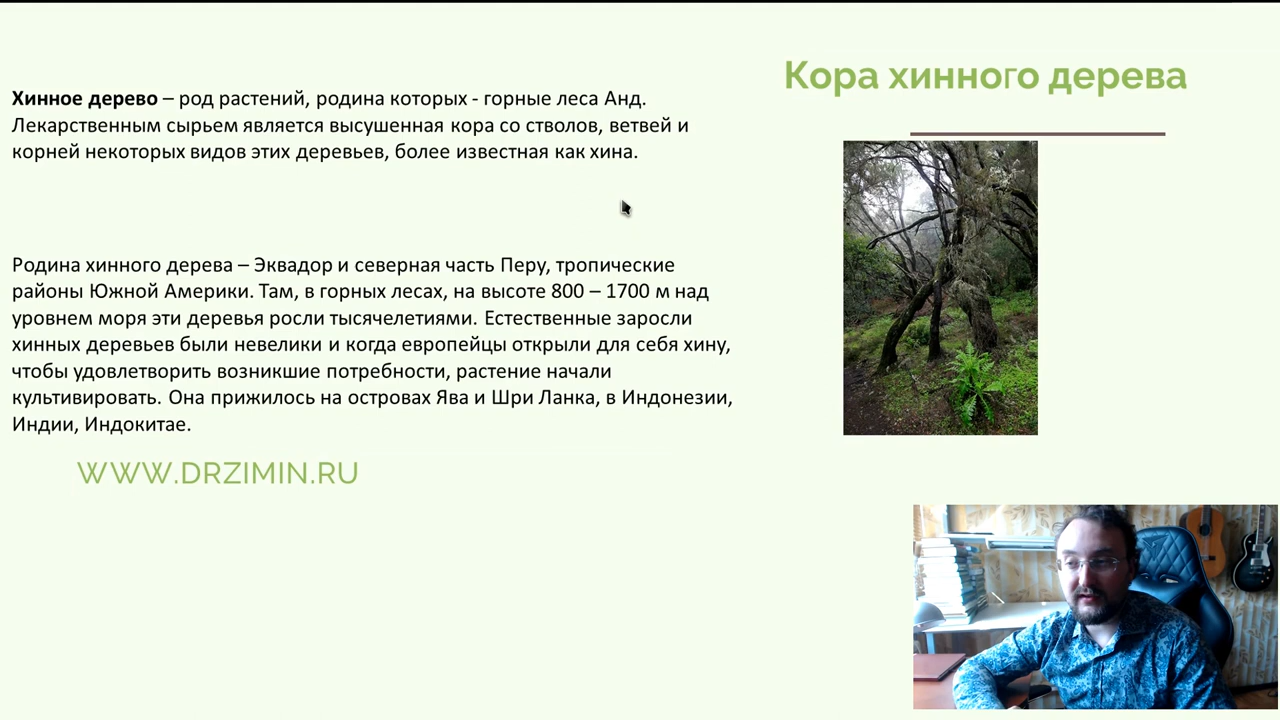 Кора хинного дерева
Хинное дерево – род растений, родина которых - горные леса Анд.
Лекарственным сырьем является высушенная кора со стволов, ветвей и
корней некоторых видов этих деревьев, более известная как хина.
Родина хинного дерева – Эквадор и северная часть Перу, тропические
районы Южной Америки. Там, в горных лесах, на высоте 800 – 1700 м над
уровнем моря эти деревья росли тысячелетиями. Естественные заросли
хинных деревьев были невелики и когда европейцы открыли для себя хину,
чтобы удовлетворить возникшие потребности, растение начали
культивировать. Она прижилось на островах Ява и Шри Ланка, в Индонезии,
Индии, Индокитае.
WWW.DRZIMIN.RU